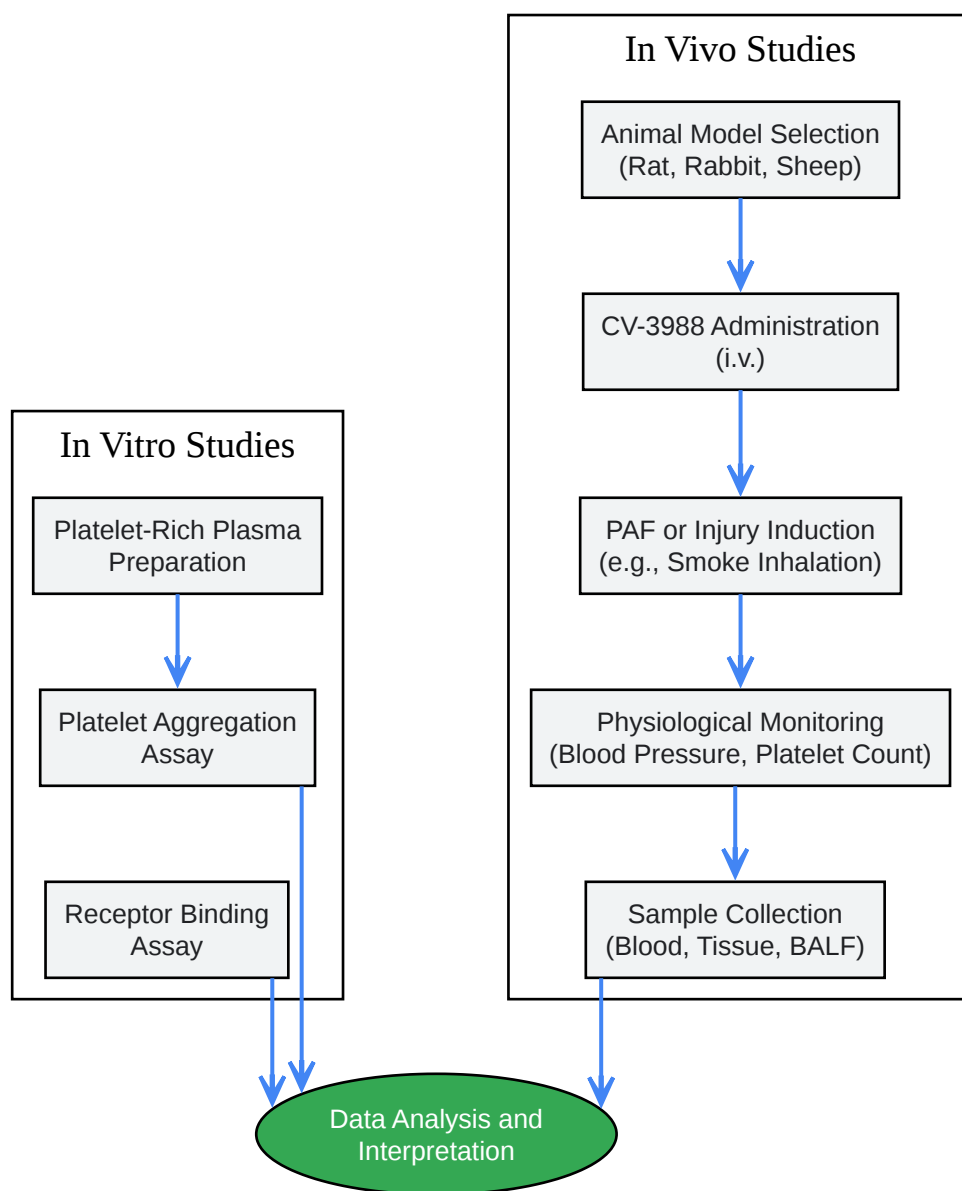 In Vivo Studies
Animal Model Selection
(Rat, Rabbit, Sheep)
CV-3988 Administration
(i.v.)
PAF or Injury Induction
(e.g., Smoke Inhalation)
Physiological Monitoring
(Blood Pressure, Platelet Count)
Sample Collection
(Blood, Tissue, BALF)
In Vitro Studies
Platelet-Rich Plasma
Preparation
Platelet Aggregation
Assay
Receptor Binding
Assay
Data Analysis and
Interpretation